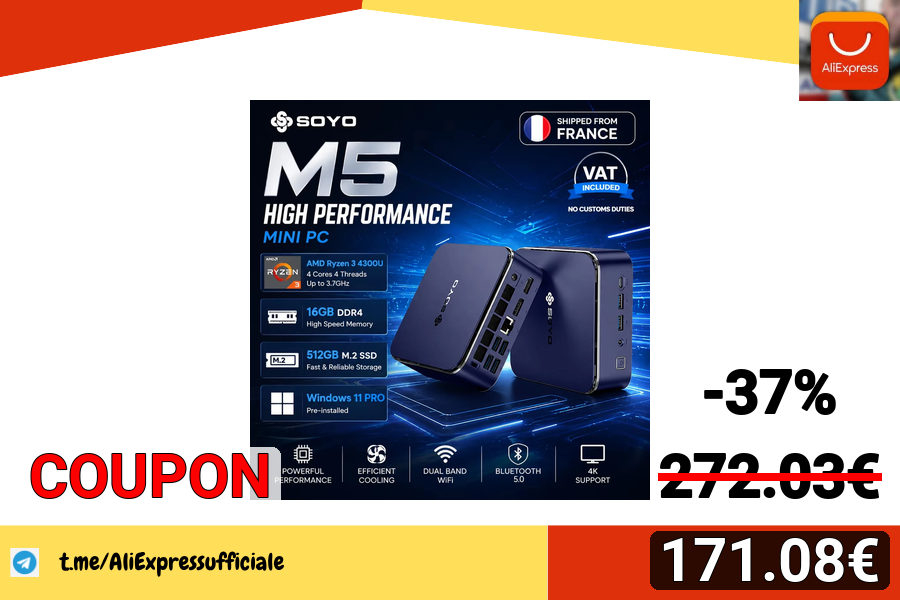 AliExpress
SOYO
SHIPPED FROM
FRANCE
M5
VAT
INCLUDED
NO CUSTOMS DUTIES
HIGH PERFORMANCE
MINI PC
AMD
RYZEN
3
AMD Ryzen 3 4300U
4 Cores 4 Threads
Up to 3.7GHz
16GB DDR4
High Speed Memory
M.2
512GB M.2 SSD
Fast & Reliable Storage
Windows 11 PRO
Pre-installed
SOYO
SOYO
-37%
COUPON
POWERFUL
PERFORMANCE
EFFICIENT
COOLING
DUAL BAND
WiFi
BLUETOOTH
5.0
4K
SUPPORT
272.03€
t.me/AliExpressufficiale
171.08€